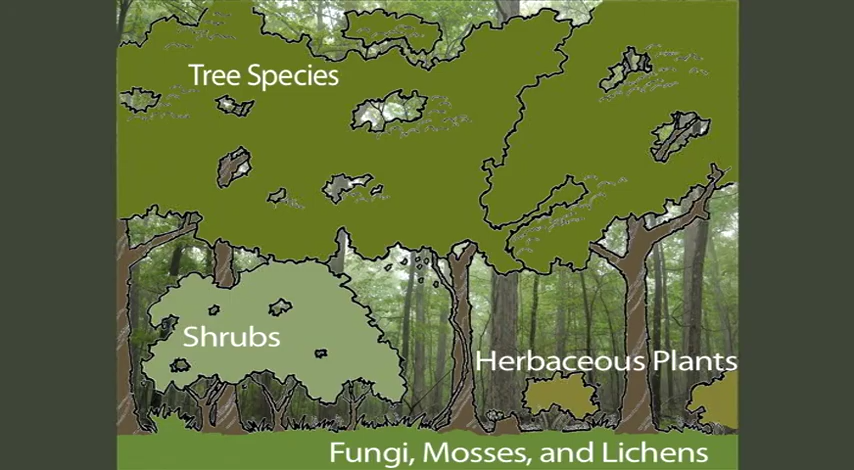 Tree Species
Shrubs
Herbaceous Plants
Fungi, Mosses, and Lichens